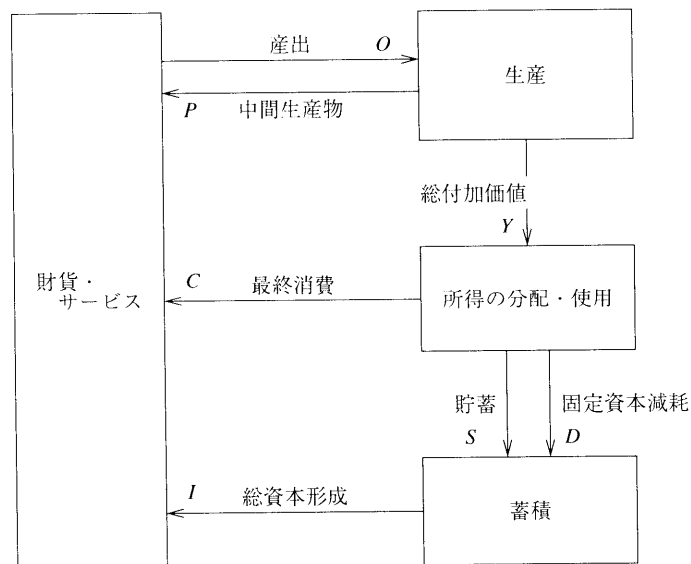 産出 O
生産
P 中間生産物
総付加価値
Y
財貨・
サービス
C 最終消費
所得の分配・使用
貯蓄 固定資本減耗
S D
I 総資本形成
蓄積